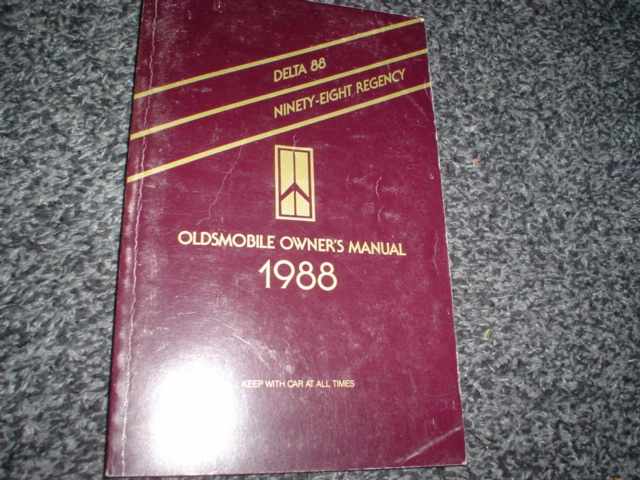 DELTA 88
NINETY-EIGHT REGENCY
OLDSMOBILE OWNER'S MANUAL
1988
KEEP WITH CAR AT ALL TIMES